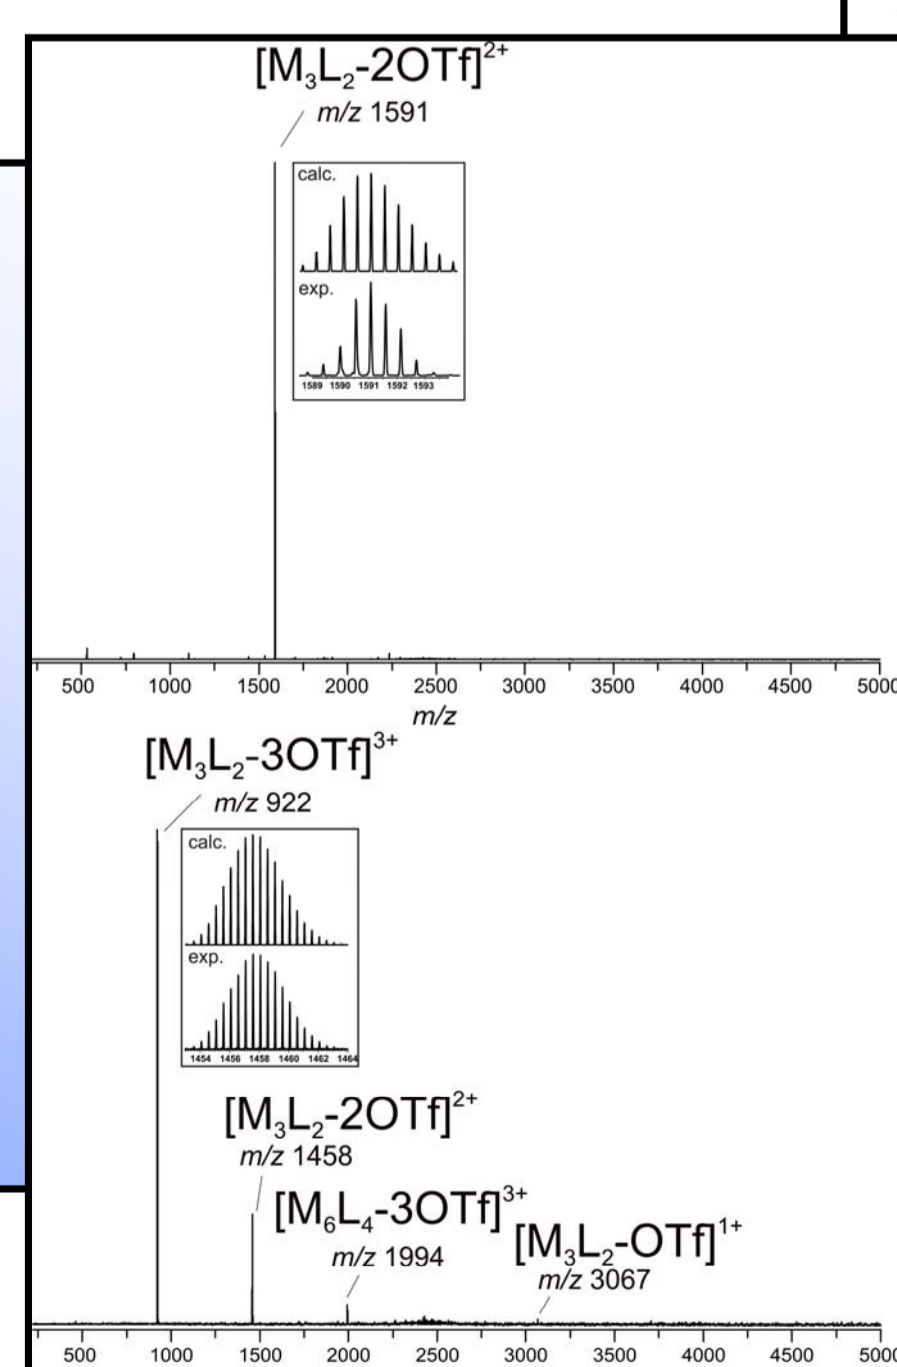 [M₃L₂-2OTf]²⁺
m/z 1591
calc.
exp.
1589 1590 1591 1592 1593
500 1000 1500 2000 2500 3000 3500 4000 4500 5000
m/z
[M₃L₂-3OTf]³⁺
m/z 922
calc.
exp.
1454 1456 1458 1460 1462 1464
[M₃L₂-2OTf]²⁺
m/z 1458
[M₆L₄-3OTf]³⁺
m/z 1994
[M₃L₂-OTf]¹⁺
m/z 3067
500 1000 1500 2000 2500 3000 3500 4000 4500 5000